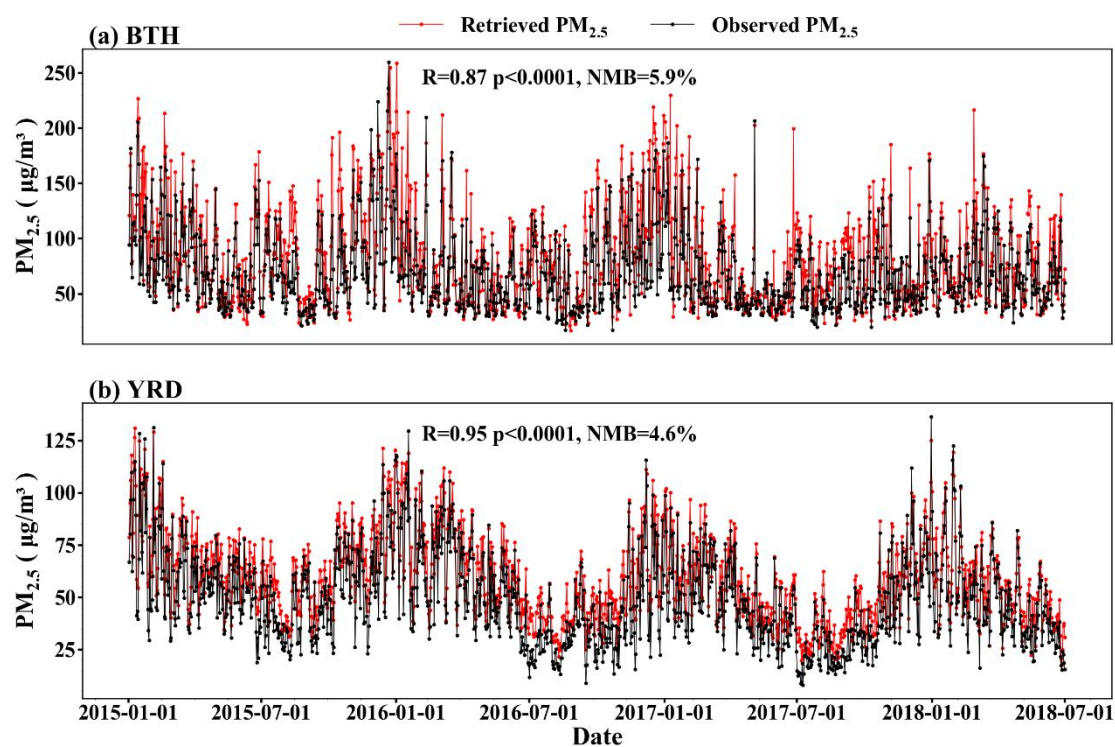 Retrieved PM2.5 Observed PM2.5
(a) BTH
R=0.87 p<0.0001, NMB=5.9%
250
200
150
100
50
PM2.5 ( μg/m³ )
(b) YRD
R=0.95 p<0.0001, NMB=4.6%
125
100
75
50
25
PM2.5 ( μg/m³ )
2015-01-01 2015-07-01 2016-01-01 2016-07-01 2017-01-01 2017-07-01 2018-01-01 2018-07-01
Date